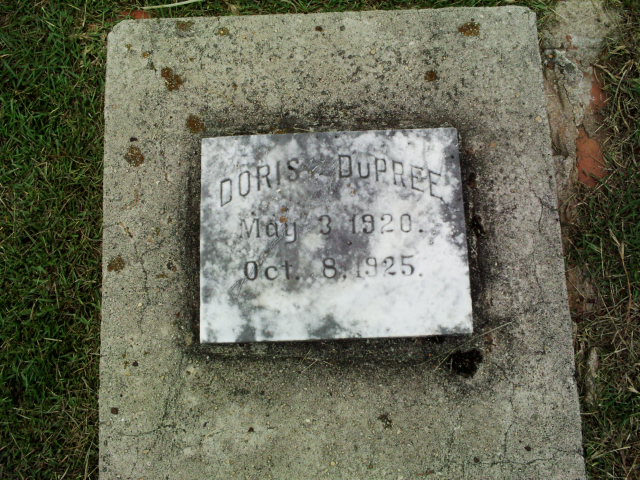 DORIS DUPREE
May 3 1920.
Oct. 8, 1925.